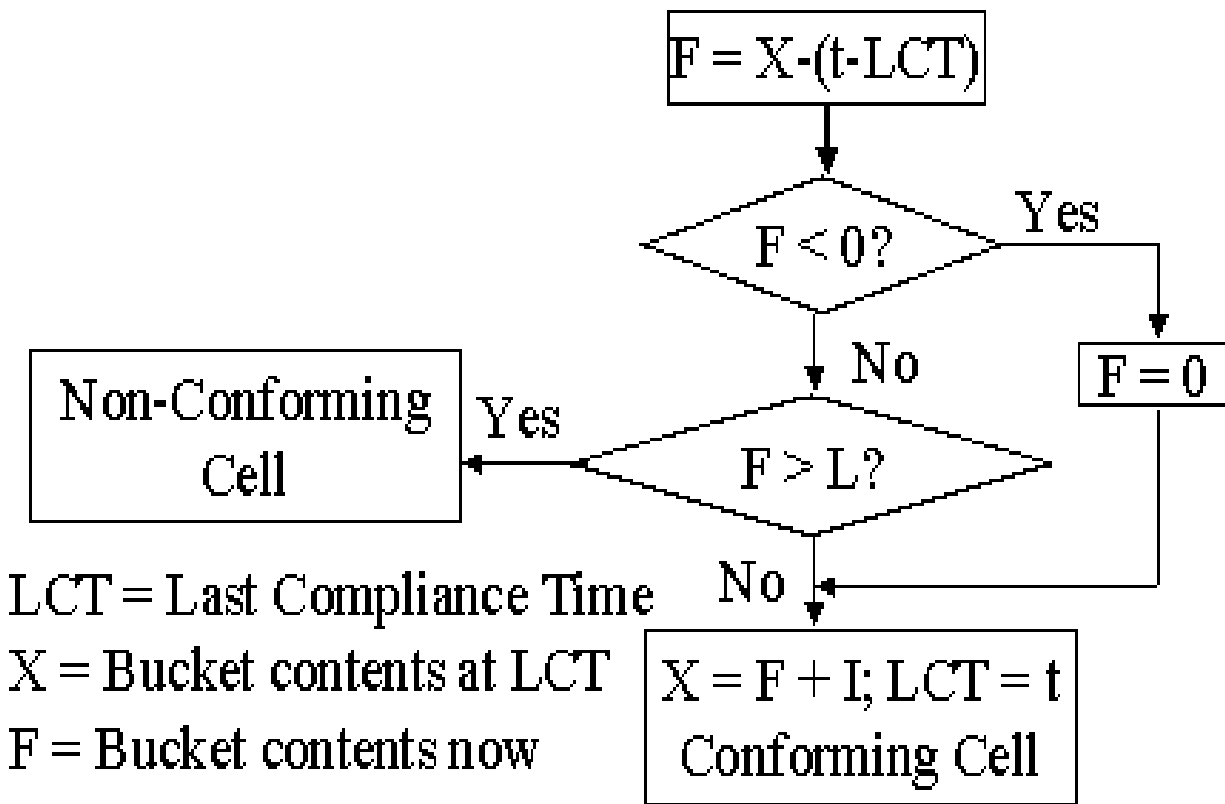 F = X-(t-LCT)
F < 0?
Yes
No
F = 0
F > L?
Yes
Non-Conforming
Cell
No
X = F + I; LCT = t
Conforming Cell
LCT = Last Compliance Time
X = Bucket contents at LCT
F = Bucket contents now